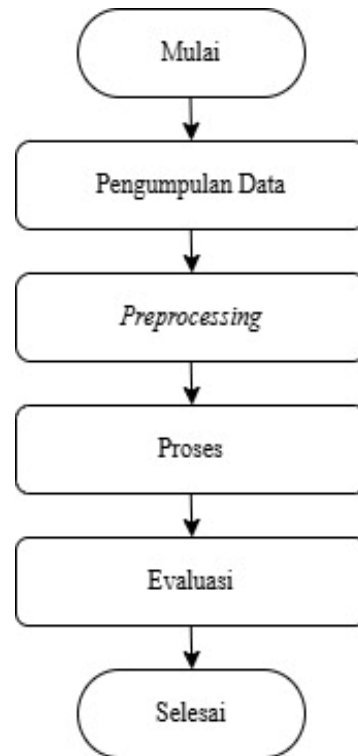 Mulai
Pengumpulan Data
Preprocessing
Proses
Evaluasi
Selesai